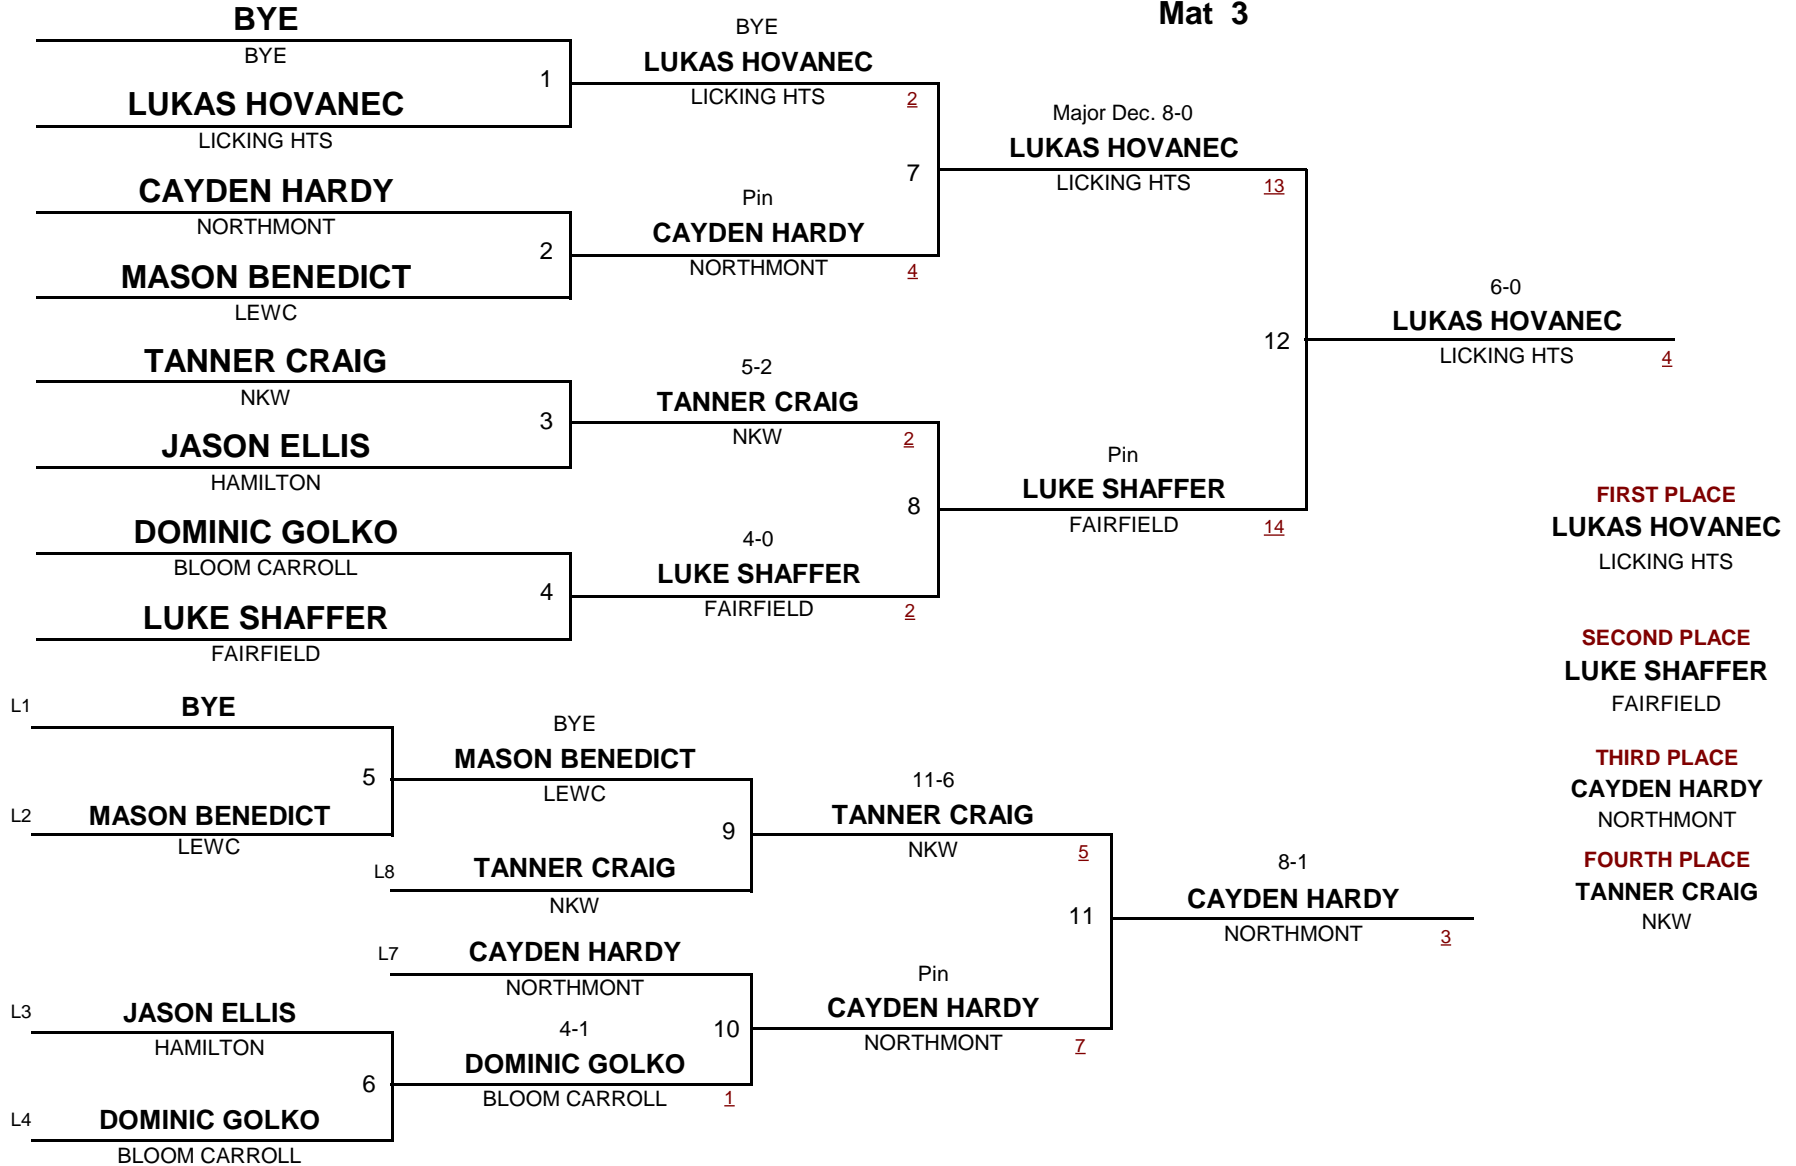 Mat 3
BYE
BYE
1
LUKAS HOVANEC
LICKING HTS
CAYDEN HARDY
NORTHMONT
2
MASON BENEDICT
LEWC
TANNER CRAIG
NKW
3
JASON ELLIS
HAMILTON
DOMINIC GOLKO
BLOOM CARROLL
4
LUKE SHAFFER
FAIRFIELD
BYE
LUKAS HOVANEC
LICKING HTS 2
7
Pin
CAYDEN HARDY
NORTHMONT 4
5-2
TANNER CRAIG
NKW 2
8
4-0
LUKE SHAFFER
FAIRFIELD 2
Major Dec. 8-0
LUKAS HOVANEC
LICKING HTS 13
12
Pin
LUKE SHAFFER
FAIRFIELD 14
6-0
LUKAS HOVANEC
LICKING HTS 4
L1 BYE
5
L2 MASON BENEDICT
LEWC
L3 JASON ELLIS
HAMILTON
6
L4 DOMINIC GOLKO
BLOOM CARROLL
BYE
MASON BENEDICT
LEWC
9
L8 TANNER CRAIG
NKW
L7 CAYDEN HARDY
NORTHMONT
4-1 10
DOMINIC GOLKO
BLOOM CARROLL 1
11-6
TANNER CRAIG
NKW 5
11
Pin
CAYDEN HARDY
NORTHMONT 7
8-1
CAYDEN HARDY
NORTHMONT 3
FIRST PLACE
LUKAS HOVANEC
LICKING HTS
SECOND PLACE
LUKE SHAFFER
FAIRFIELD
THIRD PLACE
CAYDEN HARDY
NORTHMONT
FOURTH PLACE
TANNER CRAIG
NKW